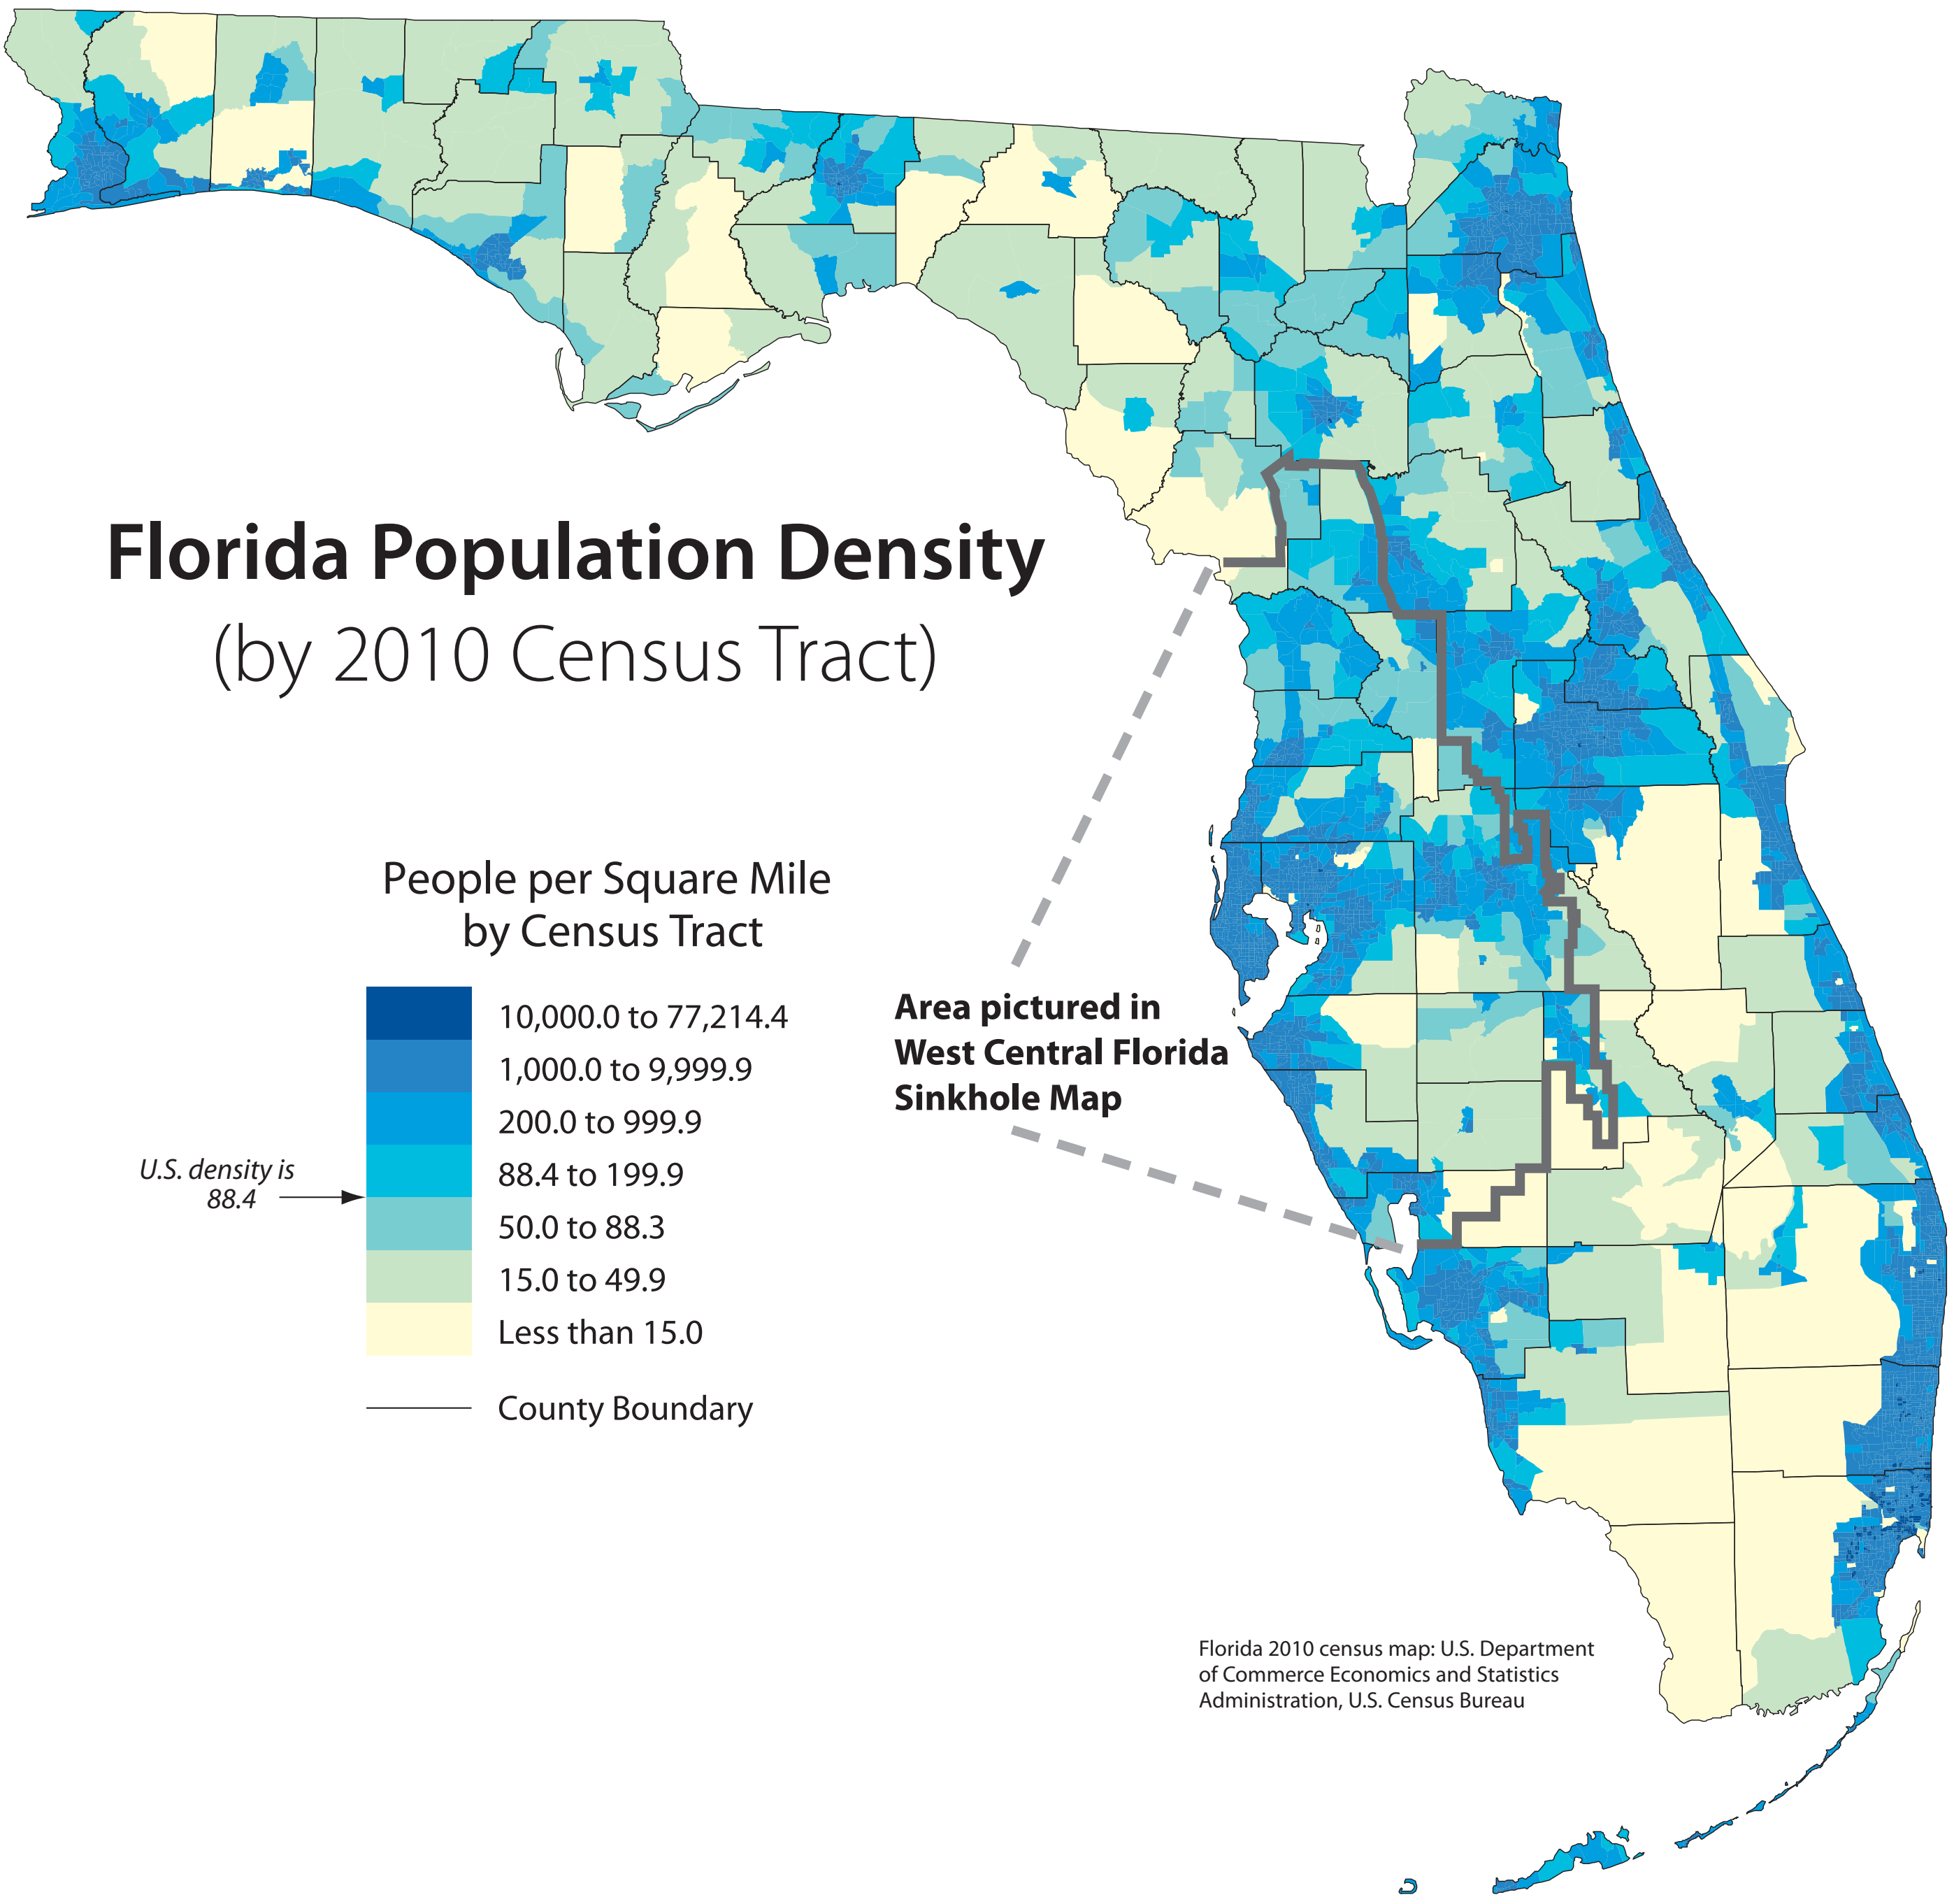 Florida Population Density
(by 2010 Census Tract)
People per Square Mile
by Census Tract
10,000.0 to 77,214.4
1,000.0 to 9,999.9
200.0 to 999.9
88.4 to 199.9
50.0 to 88.3
15.0 to 49.9
Less than 15.0
County Boundary
U.S. density is
88.4
Area pictured in
West Central Florida
Sinkhole Map
Florida 2010 census map: U.S. Department
of Commerce Economics and Statistics
Administration, U.S. Census Bureau